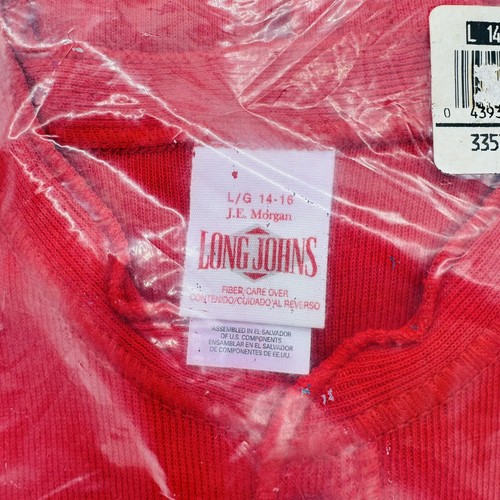 L 14
0 4393
335
L/G 14-16
J.E. Morgan
LONG JOHNS
FIBER/CARE OVER
CONTENIDO/CUIDADO AL REVERSO
ASSEMBLED IN EL SALVADOR
OF U.S. COMPONENTS
ENSAMBLAR EN EL SALVADOR
DE COMPONENTES DE EE.UU.